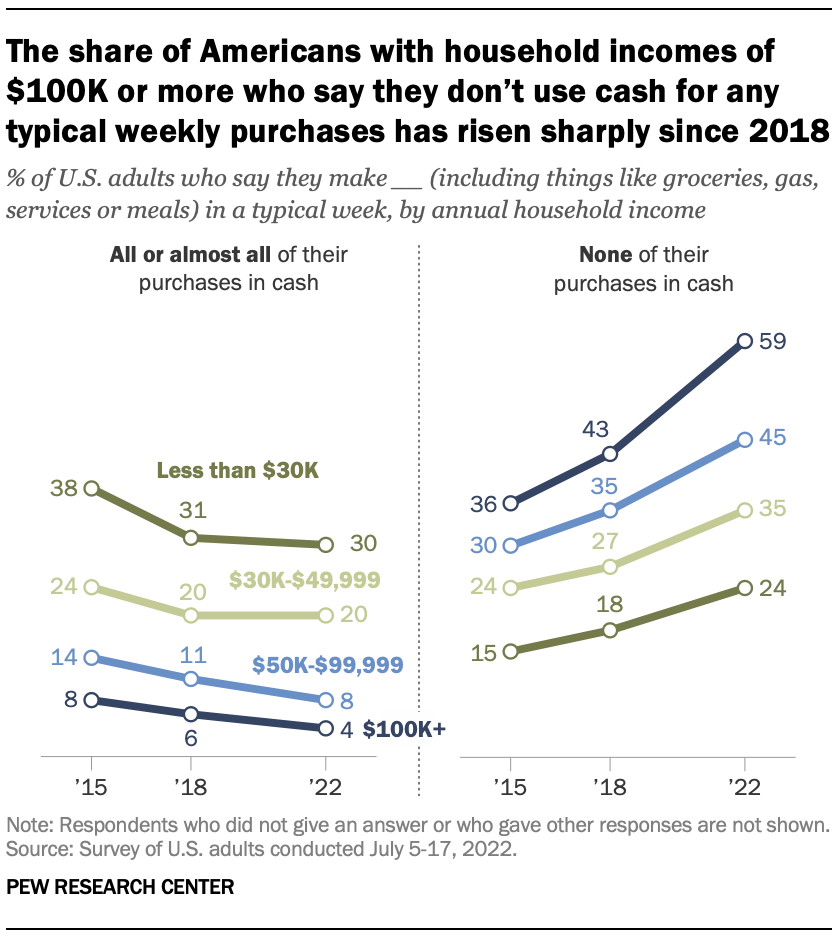 The share of Americans with household incomes of
$100K or more who say they don’t use cash for any
typical weekly purchases has risen sharply since 2018
% of U.S. adults who say they make __ (including things like groceries, gas,
services or meals) in a typical week, by annual household income
All or almost all of their
purchases in cash
38
Less than $30K
31
30
24
20
$30K-$49,999
20
14
11
$50K-$99,999
8
8
6
4 $100K+
’15 ’18 ’22
None of their
purchases in cash
59
43
45
36
35
35
30
27
24
24
18
15
’15 ’18 ’22
Note: Respondents who did not give an answer or who gave other responses are not shown.
Source: Survey of U.S. adults conducted July 5-17, 2022.
PEW RESEARCH CENTER